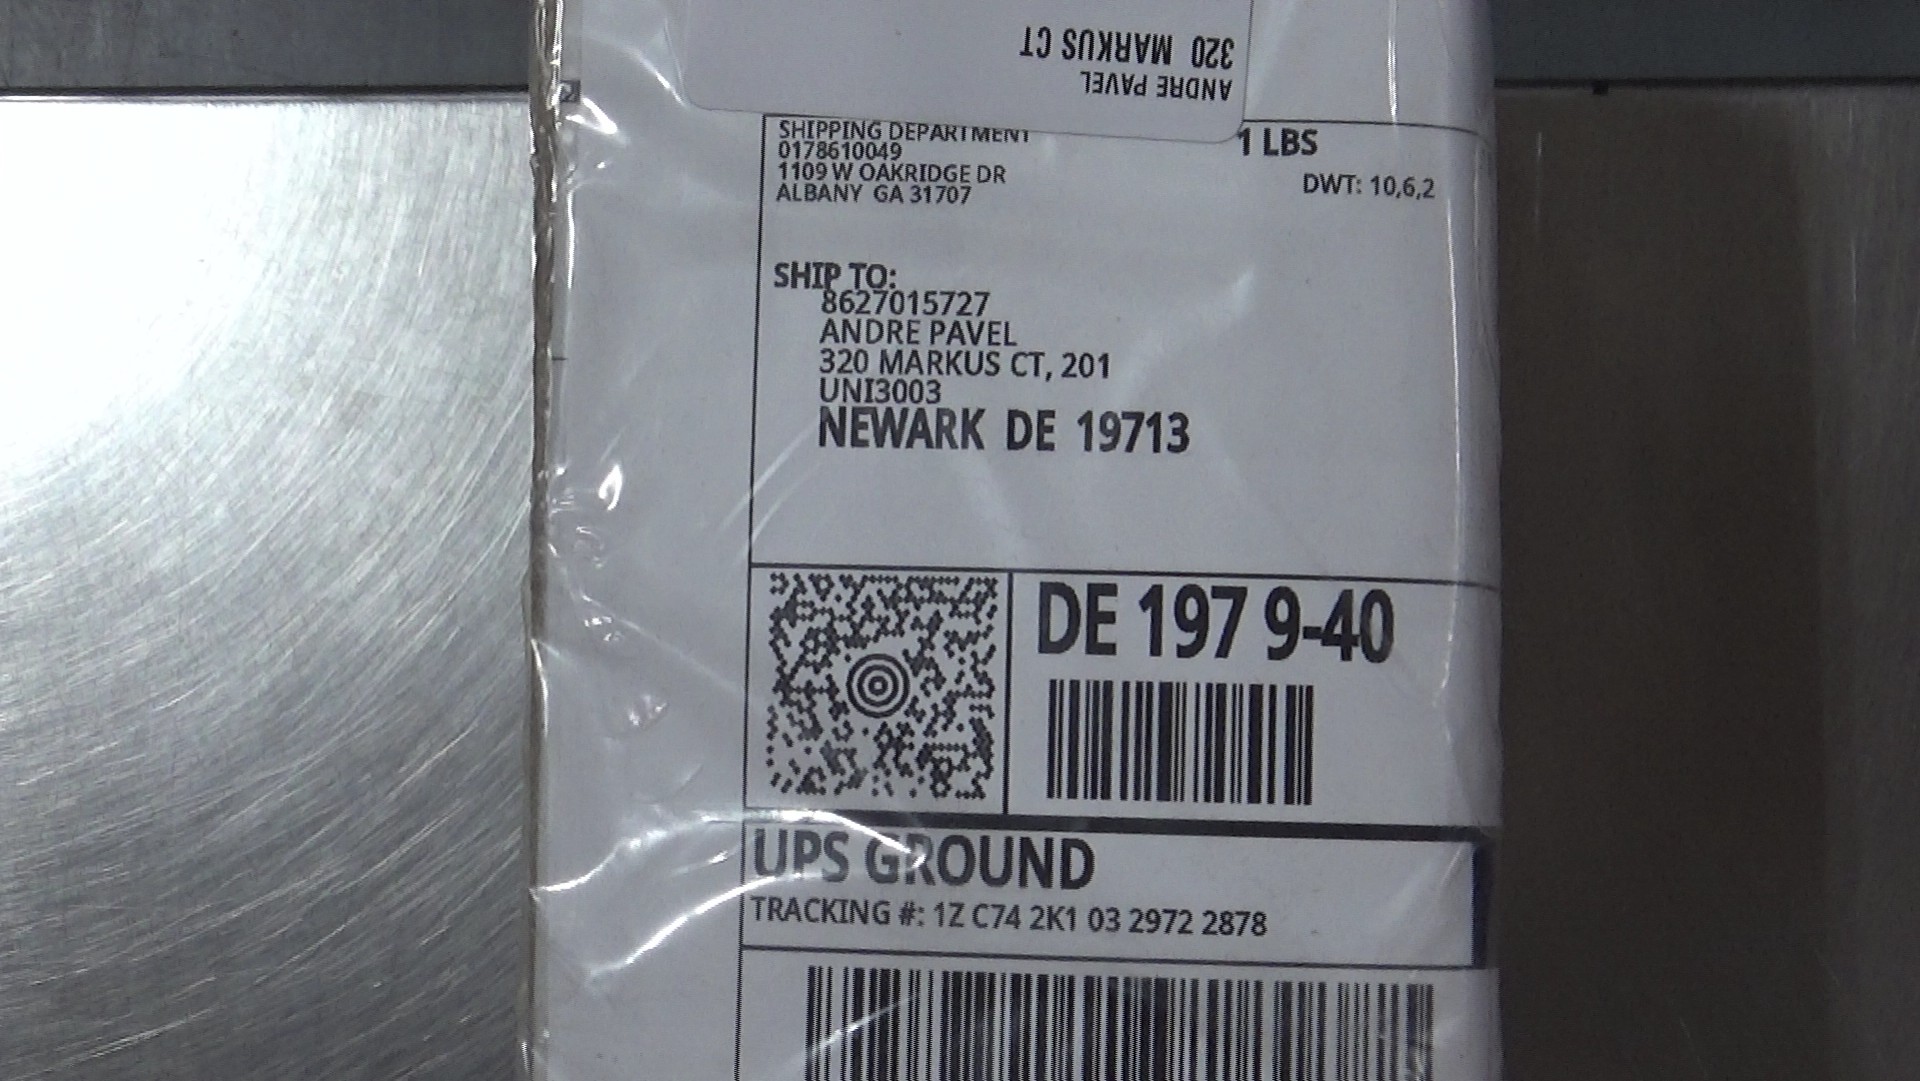 320 MARKUS CT
ANDRE PAVEL
SHIPPING DEPARTMENT
0178610049
1109 W OAKRIDGE DR
ALBANY GA 31707
1 LBS
DWT: 10,6,2
SHIP TO:
8627015727
ANDRE PAVEL
320 MARKUS CT, 201
UNI3003
NEWARK DE 19713
DE 197 9-40
UPS GROUND
TRACKING #: 1Z C74 2K1 03 2972 2878